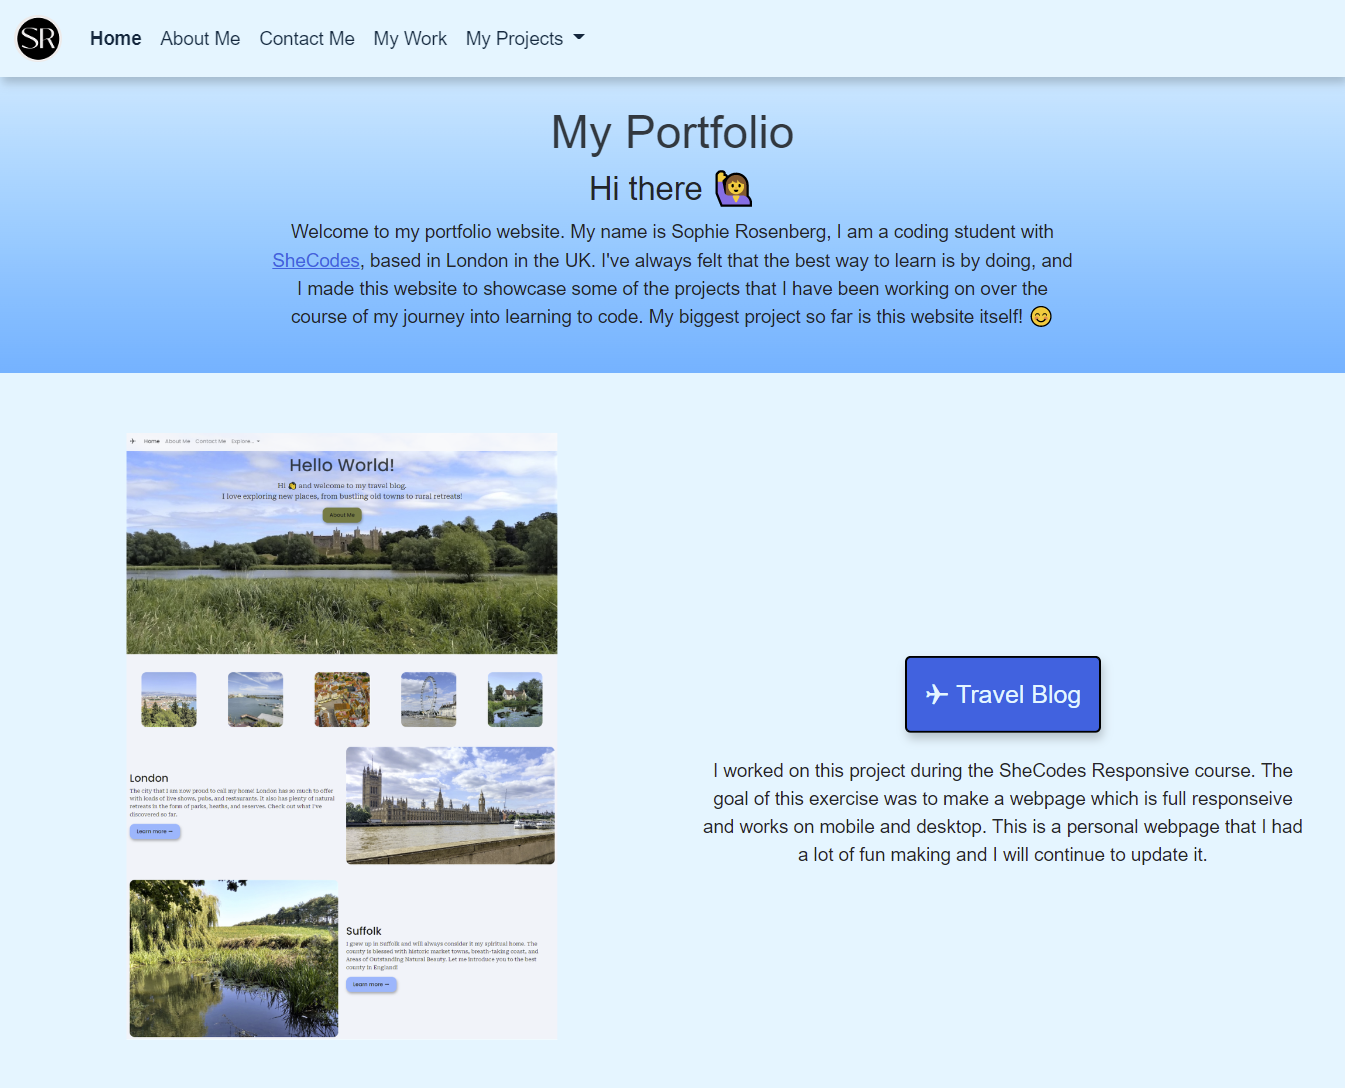 SR
Home About Me Contact Me My Work My Projects
My Portfolio
Hi there 🙋‍♀️
Welcome to my portfolio website. My name is Sophie Rosenberg, I am a coding student with
SheCodes, based in London in the UK. I've always felt that the best way to learn is by doing, and
I made this website to showcase some of the projects that I have been working on over the
course of my journey into learning to code. My biggest project so far is this website itself! 😊
✈ Home About Me Contact Me Explore...
Hello World!
Hi 🙋 and welcome to my travel blog.
I love exploring new places, from bustling old towns to rural retreats!
About Me
London
The city that I am now proud to call my home! London has so much to offer
with loads of live shows, pubs, and restaurants. It also has plenty of natural
retreats in the form of parks, heaths, and reserves. Check out what I've
discovered so far.
Learn more →
Suffolk
I grew up in Suffolk and will always consider it my spiritual home. The
county is blessed with historic market towns, breath-taking coast, and
Areas of Outstanding Natural Beauty. Let me introduce you to the best
county in England!
Learn more →
✈ Travel Blog
I worked on this project during the SheCodes Responsive course. The
goal of this exercise was to make a webpage which is full responseive
and works on mobile and desktop. This is a personal webpage that I had
a lot of fun making and I will continue to update it.